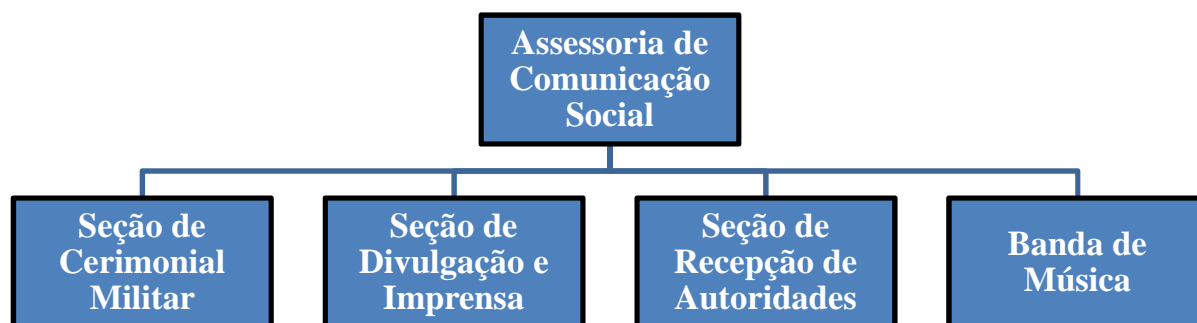 Assessoria de
Comunicação
Social
Seção de
Cerimonial
Militar
Seção de
Divulgação e
Imprensa
Seção de
Recepção de
Autoridades
Banda de
Música